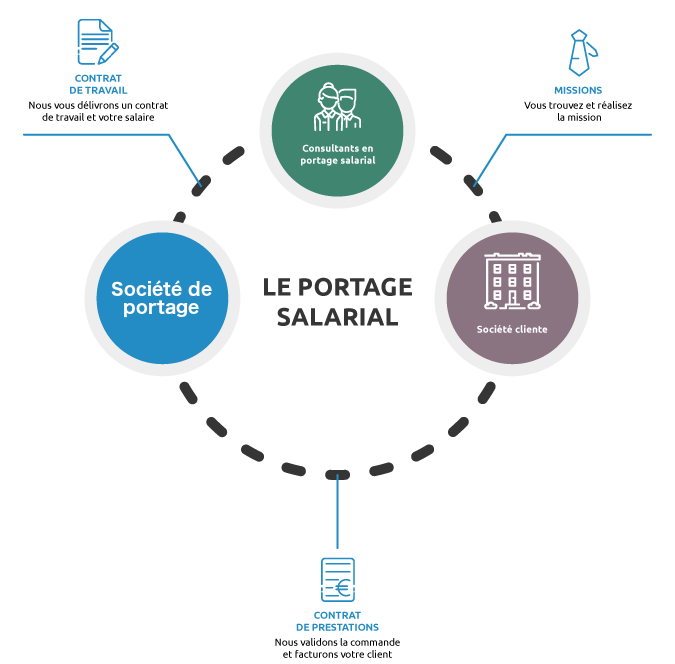 CONTRAT
DE TRAVAIL
Nous vous délivrons un contrat
de travail et votre salaire
MISSIONS
Vous trouvez et réalisez
la mission
Consultants en
portage salarial
Société de
portage
LE PORTAGE
SALARIAL
Société cliente
€
CONTRAT
DE PRESTATIONS
Nous validons la commande
et facturons votre client